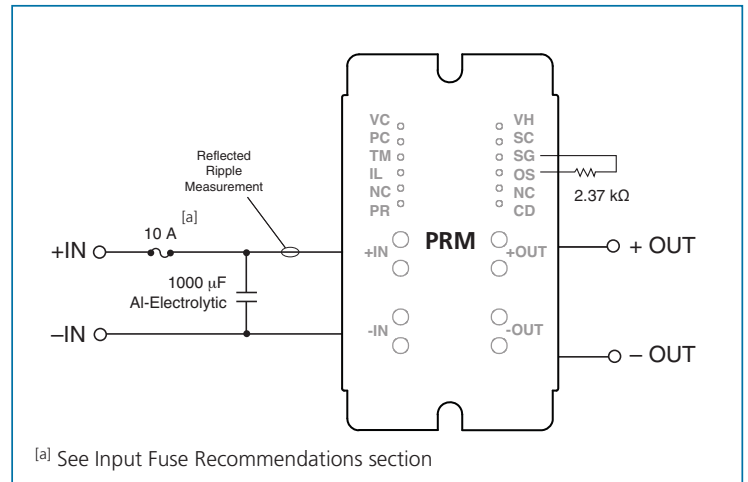 VC
PC
TM
IL
NC
PR
VH
SC
SG
OS
NC
CD
2.37 kΩ
Reflected
Ripple
Measurement
[a]
10 A
+IN
1000 μF
Al-Electrolytic
–IN
+IN
PRM
+OUT
-IN
-OUT
+ OUT
– OUT
[a] See Input Fuse Recommendations section